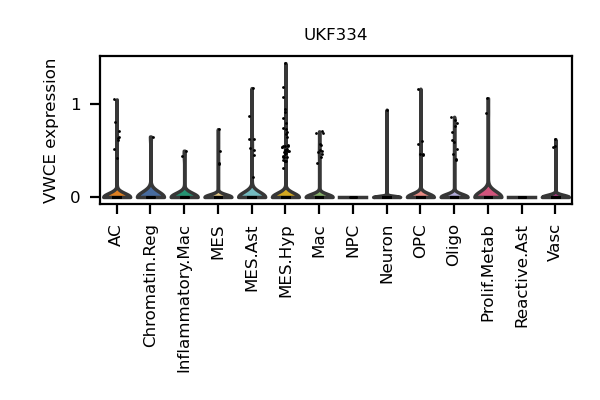 UKF334
VWCE expression
1
0
AC
Chromatin.Reg
Inflammatory.Mac
MES
MES.Ast
MES.Hyp
Mac
NPC
Neuron
OPC
Oligo
Prolif.Metab
Reactive.Ast
Vasc